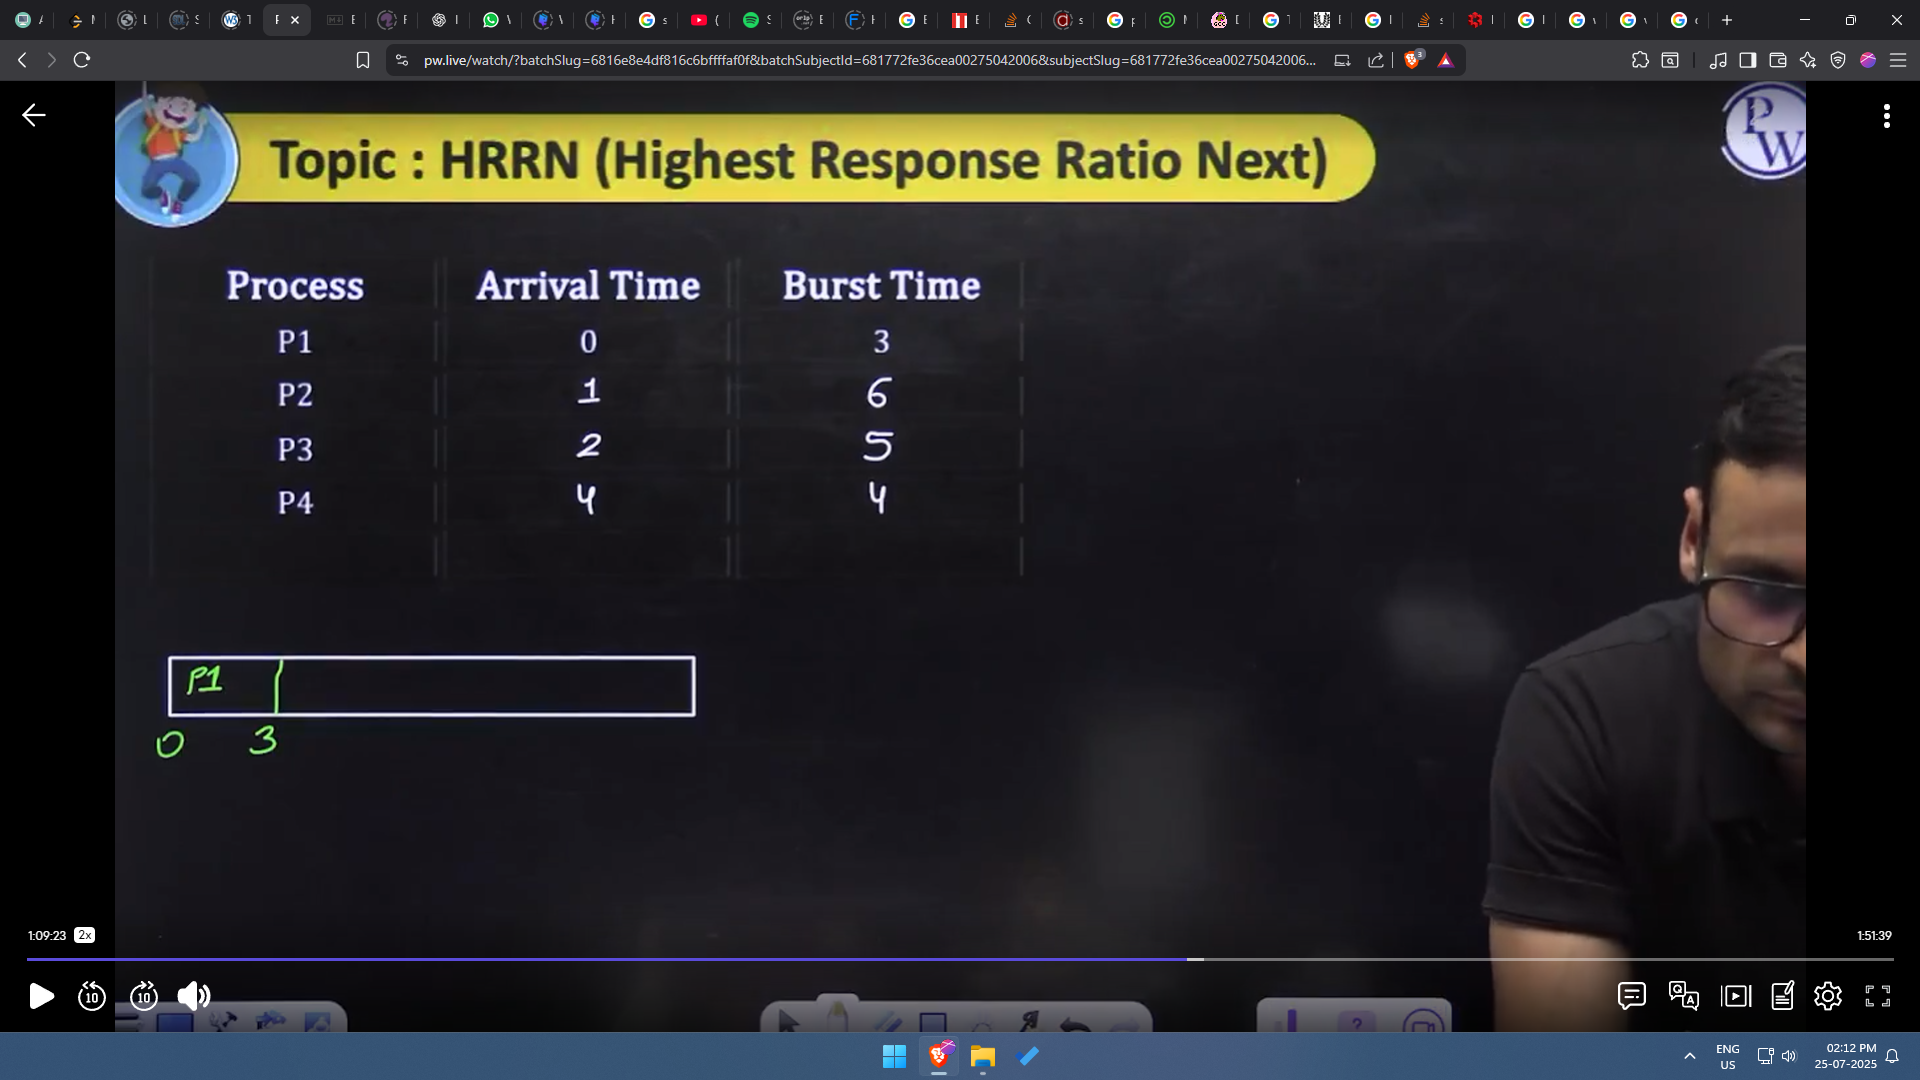 pw.live/watch/?batchSlug=6816e8e4df816c6bffffaf0f&batchSubjectId=681772fe36cea00275042006&subjectSlug=681772fe36cea00275042006...
3
Topic : HRRN (Highest Response Ratio Next)
PW
Process Arrival Time Burst Time
P1 0 3
P2 1 6
P3 2 5
P4 4 4
P1
0 3
1:09:23 2x 1:51:39
10 10
ENG
US
02:12 PM
25-07-2025